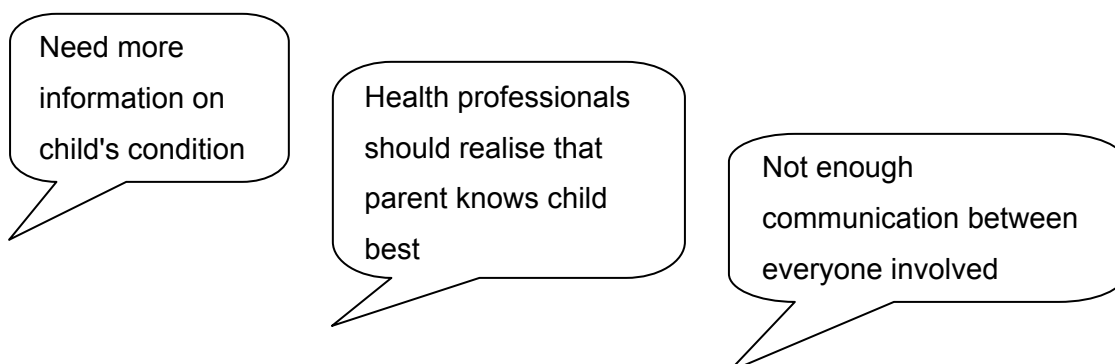 Need more
information on
child's condition
Health professionals
should realise that
parent knows child
best
Not enough
communication between
everyone involved